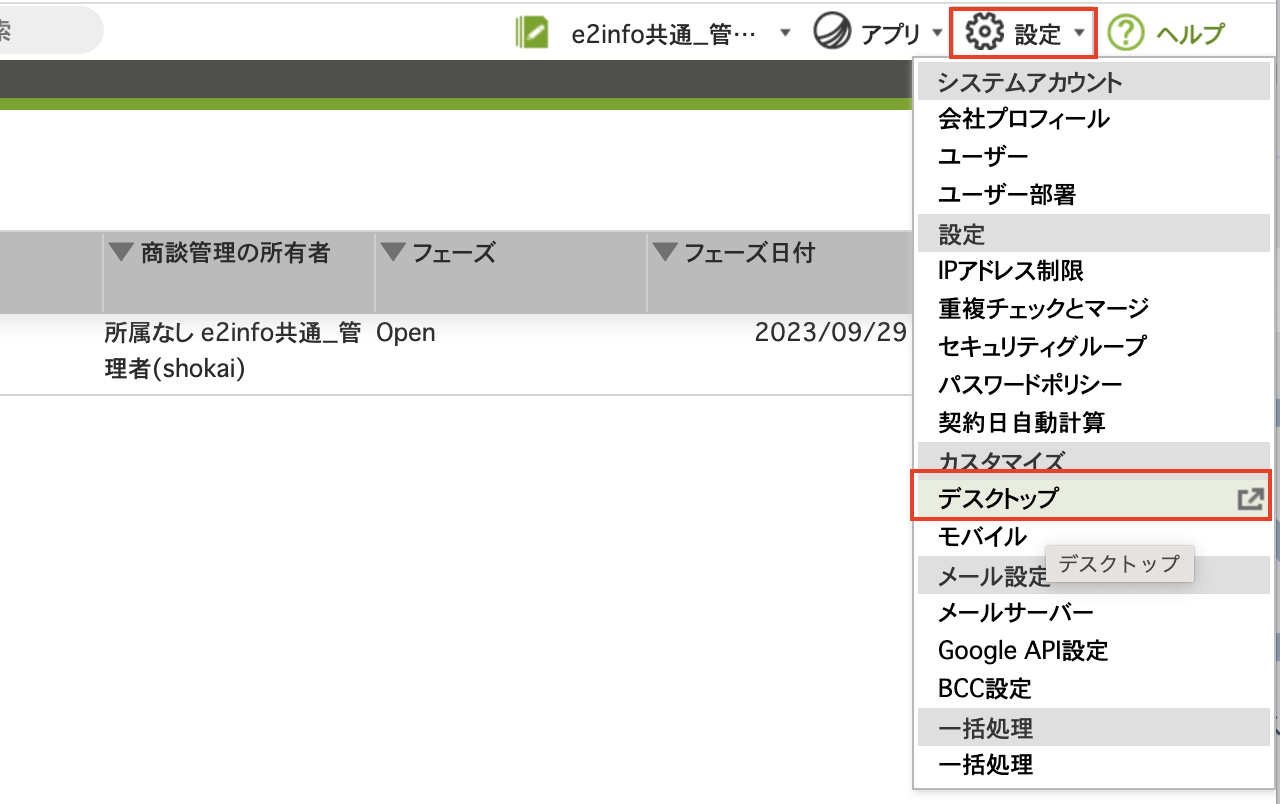 索
e2info共通_管…
アプリ
設定
ヘルプ
商談管理の所有者
フェーズ
フェーズ日付
所属なし e2info共通_管
理者(shokai)
Open
2023/09/29
システムアカウント
会社プロフィール
ユーザー
ユーザー部署
設定
IPアドレス制限
重複チェックとマージ
セキュリティグループ
パスワードポリシー
契約日自動計算
カスタマイズ
デスクトップ
モバイル
デスクトップ
メール設定
メールサーバー
Google API設定
BCC設定
一括処理
一括処理